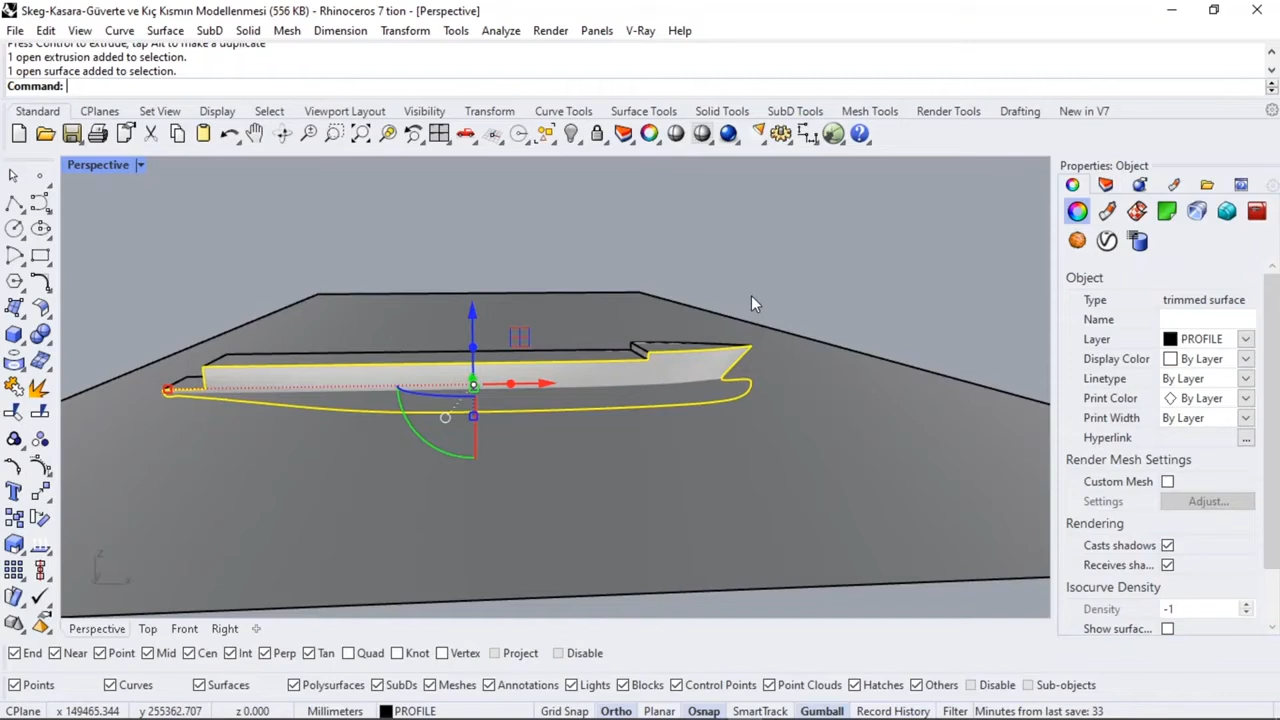 Skeg-Kasara-Güverte ve Kıç Kısmın Modellenmesi (556 KB) - Rhinoceros 7 tion - [Perspective]
File Edit View Curve Surface SubD Solid Mesh Dimension Transform Tools Analyze Render Panels V-Ray Help
Press Control to extrude, tap Alt to make a duplicate
1 open extrusion added to selection.
1 open surface added to selection.
Command:
Standard CPlanes Set View Display Select Viewport Layout Visibility Transform Curve Tools Surface Tools Solid Tools SubD Tools Mesh Tools Render Tools Drafting New in V7
Perspective
Properties: Object
Object
Type trimmed surface
Name
Layer PROFILE
Display Color By Layer
Linetype By Layer
Print Color By Layer
Print Width By Layer
Hyperlink ...
Render Mesh Settings
Custom Mesh
Settings Adjust...
Rendering
Casts shadows
Receives sha...
Isocurve Density
Density -1
Show surfac...
z
y x
Perspective Top Front Right
End Near Point Mid Cen Int Perp Tan Quad Knot Vertex Project Disable
Points Curves Surfaces Polysurfaces SubDs Meshes Annotations Lights Blocks Control Points Point Clouds Hatches Others Disable Sub-objects
CPlane x 149465.344 y 255362.707 z 0.000 Millimeters PROFILE Grid Snap Ortho Planar Osnap SmartTrack Gumball Record History Filter Minutes from last save: 33